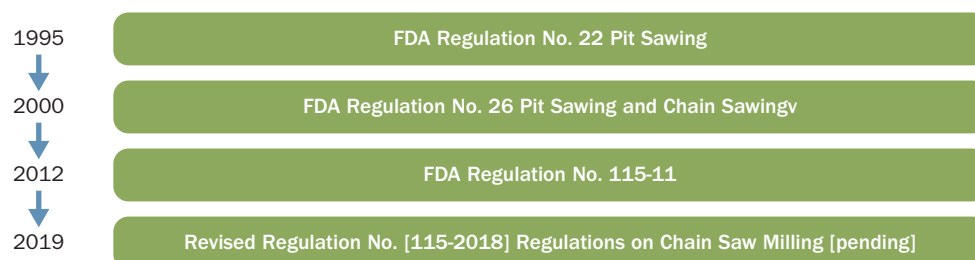 1995 FDA Regulation No. 22 Pit Sawing
2000 FDA Regulation No. 26 Pit Sawing and Chain Sawingv
2012 FDA Regulation No. 115-11
2019 Revised Regulation No. [115-2018] Regulations on Chain Saw Milling [pending]